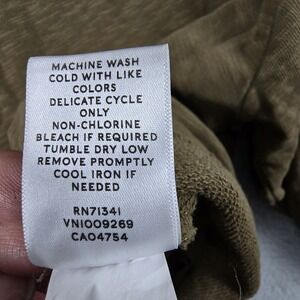 MACHINE WASH
COLD WITH LIKE
COLORS
DELICATE CYCLE
ONLY
NON-CHLORINE
BLEACH IF REQUIRED
TUMBLE DRY LOW
REMOVE PROMPTLY
COOL IRON IF
NEEDED
RN71341
VN1009269
CA04754